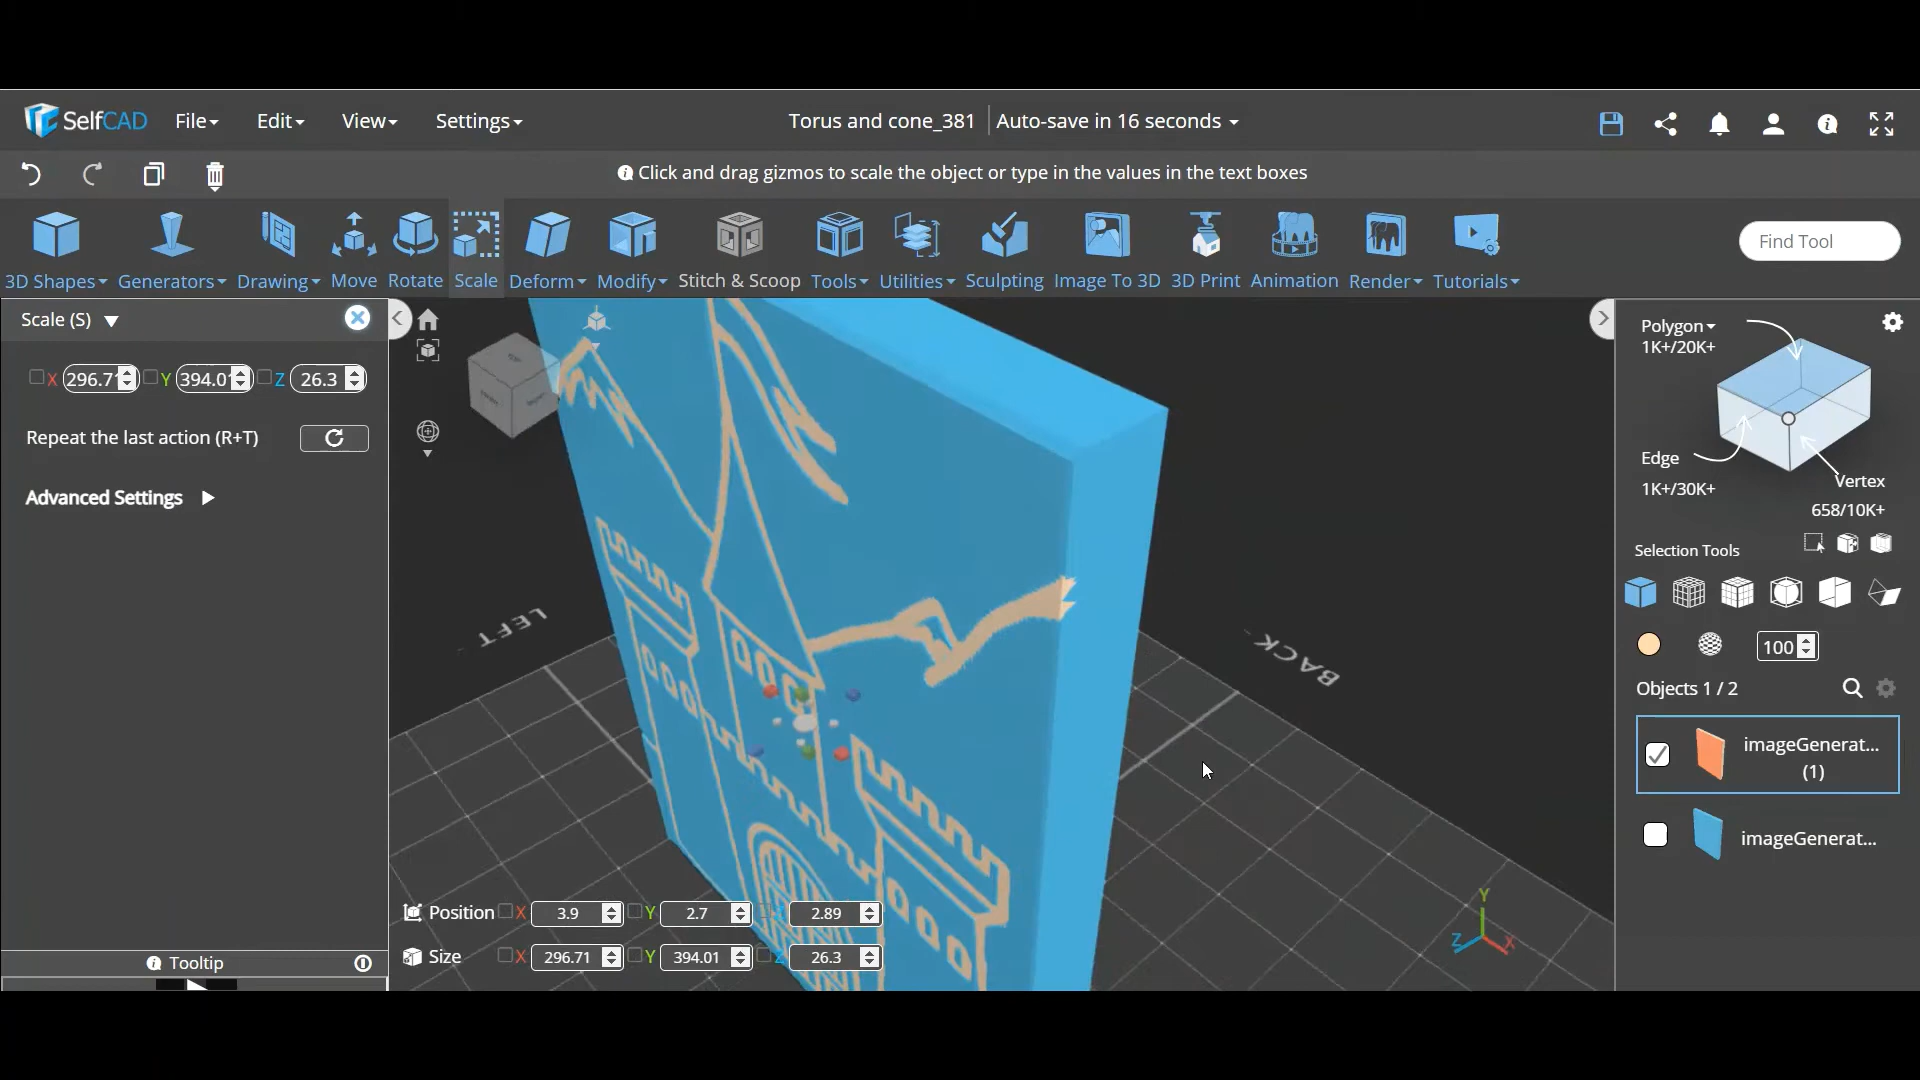 SelfCAD File Edit View Settings Torus and cone_381 Auto-save in 16 seconds
Click and drag gizmos to scale the object or type in the values in the text boxes
3D Shapes Generators Drawing Move Rotate Scale Deform Modify Stitch & Scoop Tools Utilities Sculpting Image To 3D 3D Print Animation Render Tutorials Find Tool
Scale (S)
X 296.71 Y 394.01 Z 26.3
Repeat the last action (R+T)
Advanced Settings
Tooltip
LEFT
BACK
Position X 3.9 Y 2.7 2.89
Size X 296.71 Y 394.01 Z 26.3
Y
Z X
Polygon
1K+/20K+
Edge
1K+/30K+
Vertex
658/10K+
Selection Tools
100
Objects 1 / 2
imageGenerat...
(1)
imageGenerat...